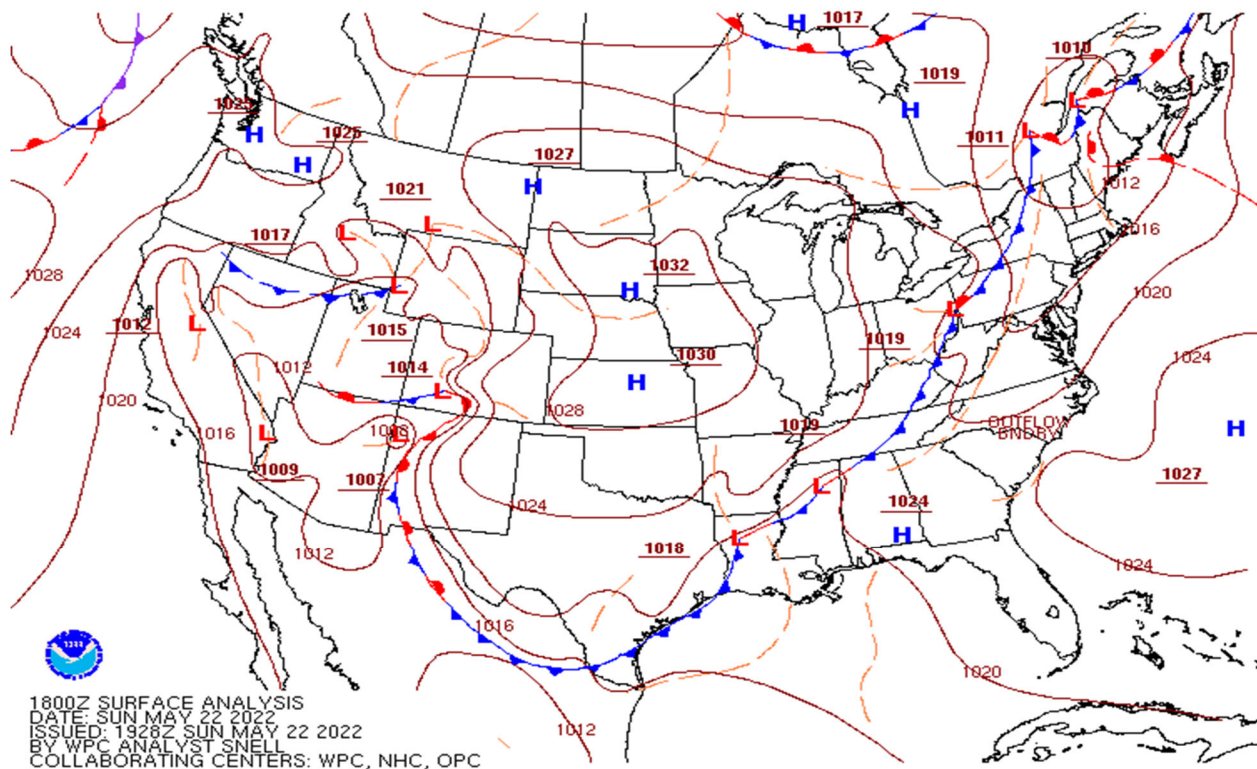 1017
1010
1019
1025
1025
1011
1027
1012
1021
1016
1017
1028
1032
1020
1024
1012
1015
1019
1024
1030
1014
1012
1020
1028
1019
OUTFLOW
BNDRY
1016
1008
1009
1007
1027
1024
1024
1012
1018
1024
1016
1020
1012
H
H
H
H
H
H
H
H
H
L
L
L
L
L
L
L
L
L
L
L
L
1800Z SURFACE ANALYSIS
DATE: SUN MAY 22 2022
ISSUED: 1928Z SUN MAY 22 2022
BY WPC ANALYST SNELL
COLLABORATING CENTERS: WPC, NHC, OPC